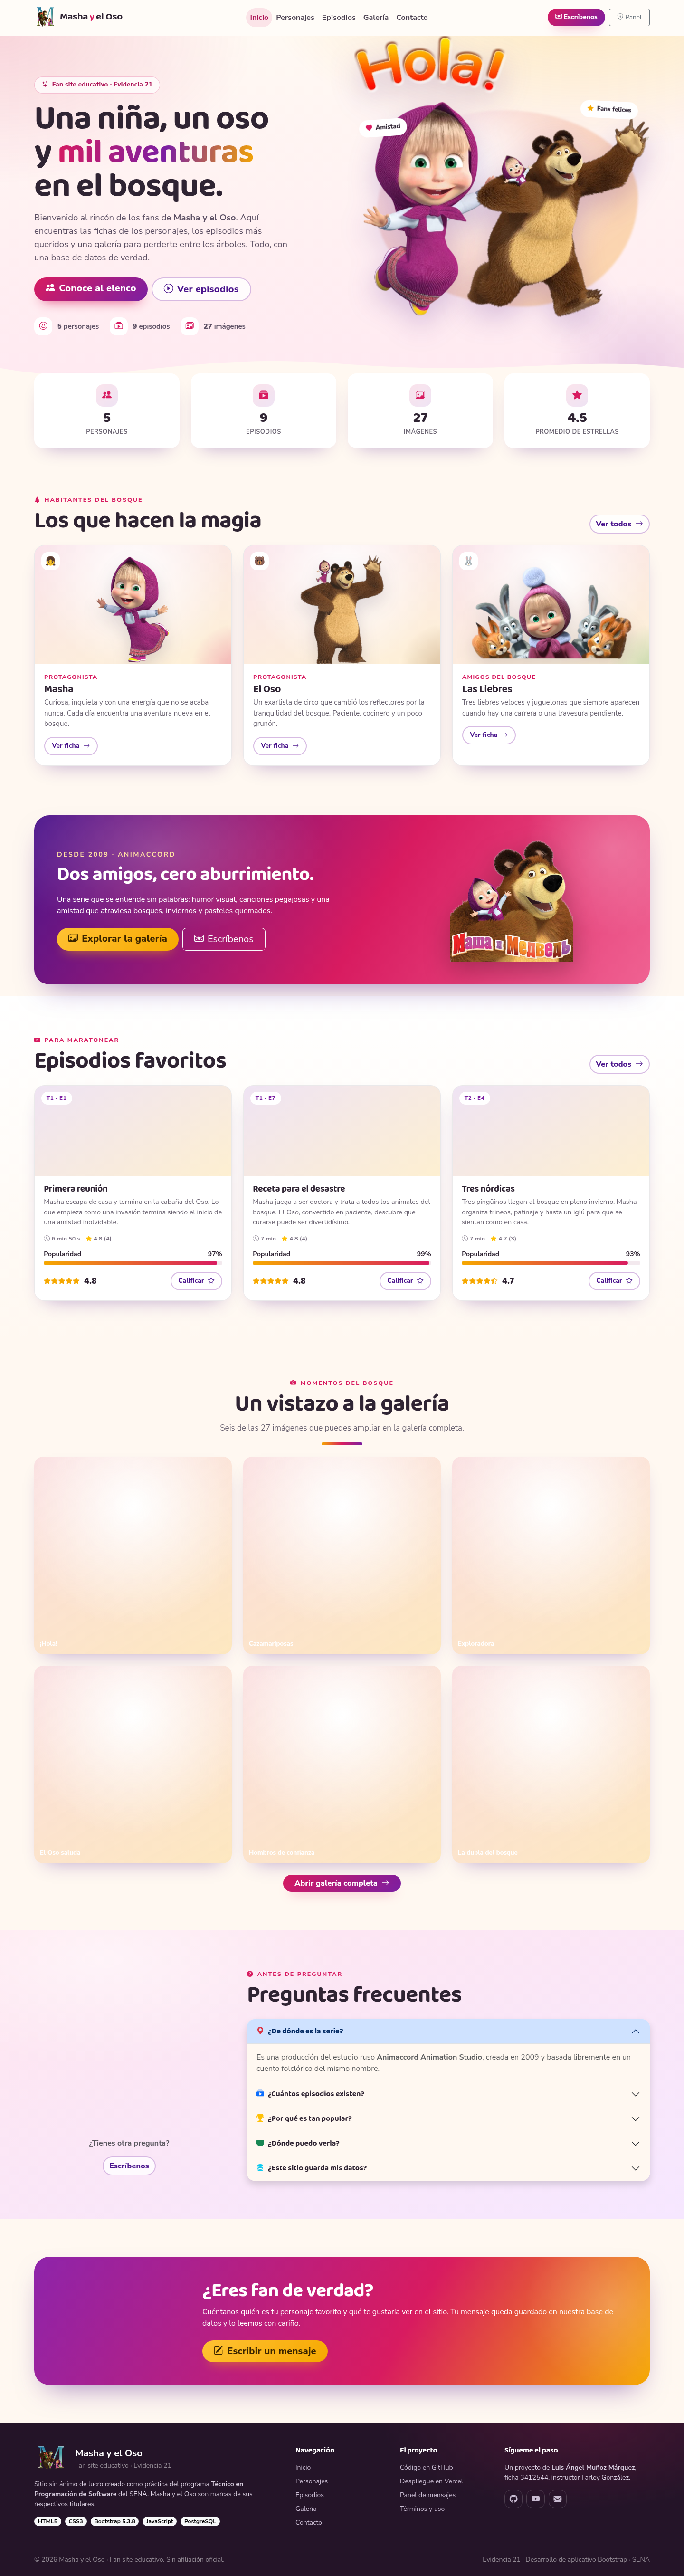 Masha y el Oso
Inicio Personajes Episodios Galería Contacto
Escríbenos
Panel
Fan site educativo · Evidencia 21
Hola!
Amistad
Fans felices
Una niña, un oso
y mil aventuras
en el bosque.
Bienvenido al rincón de los fans de Masha y el Oso. Aquí
encuentras las fichas de los personajes, los episodios más
queridos y una galería para perderte entre los árboles. Todo, con
una base de datos de verdad.
Conoce al elenco
Ver episodios
5 personajes
9 episodios
27 imágenes
5
PERSONAJES
9
EPISODIOS
27
IMÁGENES
4.5
PROMEDIO DE ESTRELLAS
HABITANTES DEL BOSQUE
Los que hacen la magia
Ver todos
PROTAGONISTA
Masha
Curiosa, inquieta y con una energía que no se acaba
nunca. Cada día encuentra una aventura nueva en el
bosque.
Ver ficha
PROTAGONISTA
El Oso
Un exartista de circo que cambió los reflectores por la
tranquilidad del bosque. Paciente, cocinero y un poco
gruñón.
Ver ficha
AMIGOS DEL BOSQUE
Las Liebres
Tres liebres veloces y juguetonas que siempre aparecen
cuando hay una carrera o una travesura pendiente.
Ver ficha
DESDE 2009 · ANIMACCORD
Dos amigos, cero aburrimiento.
Una serie que se entiende sin palabras: humor visual, canciones pegajosas y una
amistad que atraviesa bosques, inviernos y pasteles quemados.
Explorar la galería
Escríbenos
Маша и Медведь
PARA MARATONEAR
Episodios favoritos
Ver todos
T1 · E1
Primera reunión
Masha escapa de casa y termina en la cabaña del Oso. Lo
que empieza como una invasión termina siendo el inicio de
una amistad inolvidable.
6 min 50 s
4.8 (4)
Popularidad 97%
4.8
Calificar
T1 · E7
Receta para el desastre
Masha juega a ser doctora y trata a todos los animales del
bosque. El Oso, convertido en paciente, descubre que
curarse puede ser divertidísimo.
7 min
4.8 (4)
Popularidad 99%
4.8
Calificar
T2 · E4
Tres nórdicas
Tres pingüinos llegan al bosque en pleno invierno. Masha
organiza trineos, patinaje y hasta un iglú para que se
sientan como en casa.
7 min
4.7 (3)
Popularidad 93%
4.7
Calificar
MOMENTOS DEL BOSQUE
Un vistazo a la galería
Seis de las 27 imágenes que puedes ampliar en la galería completa.
¡Hola!
Cazamariposas
Exploradora
El Oso saluda
Hombros de confianza
La dupla del bosque
Abrir galería completa
ANTES DE PREGUNTAR
Preguntas frecuentes
¿Tienes otra pregunta?
Escríbenos
¿De dónde es la serie?
Es una producción del estudio ruso Animaccord Animation Studio, creada en 2009 y basada libremente en un
cuento folclórico del mismo nombre.
¿Cuántos episodios existen?
¿Por qué es tan popular?
¿Dónde puedo verla?
¿Este sitio guarda mis datos?
¿Eres fan de verdad?
Cuéntanos quién es tu personaje favorito y qué te gustaría ver en el sitio. Tu mensaje queda guardado en nuestra base de
datos y lo leemos con cariño.
Escribir un mensaje
Masha y el Oso
Fan site educativo · Evidencia 21
Sitio sin ánimo de lucro creado como práctica del programa Técnico en
Programación de Software del SENA. Masha y el Oso son marcas de sus
respectivos titulares.
HTML5 CSS3 Bootstrap 5.3.8 JavaScript PostgreSQL
Navegación
Inicio
Personajes
Episodios
Galería
Contacto
El proyecto
Código en GitHub
Despliegue en Vercel
Panel de mensajes
Términos y uso
Sígueme el paso
Un proyecto de Luis Ángel Muñoz Márquez,
ficha 3412544, instructor Farley González.
© 2026 Masha y el Oso · Fan site educativo. Sin afiliación oficial.
Evidencia 21 · Desarrollo de aplicativo Bootstrap · SENA